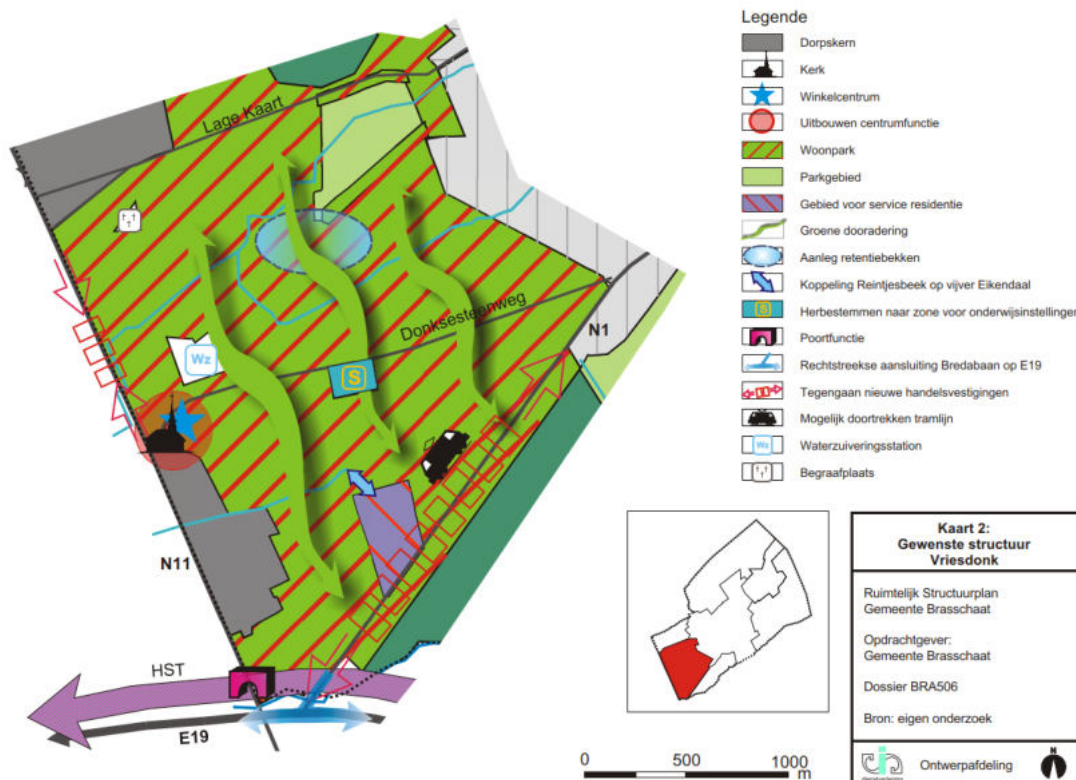 Lage Kaart
Donksesteenweg
N1
Wz
S
N11
HST
E19
Legende
Dorpskern
Kerk
Winkelcentrum
Uitbouwen centrumfunctie
Woonpark
Parkgebied
Gebied voor service residentie
Groene dooradering
Aanleg retentiebekken
Koppeling Reintjesbeek op vijver Eikendaal
S Herbestemmen naar zone voor onderwijsinstellingen
Poortfunctie
Rechtstreekse aansluiting Bredabaan op E19
Tegengaan nieuwe handelsvestigingen
Mogelijk doortrekken tramlijn
Wz Waterzuiveringsstation
Begraafplaats
Kaart 2:
Gewenste structuur
Vriesdonk
Ruimtelijk Structuurplan
Gemeente Brasschaat
Opdrachtgever:
Gemeente Brasschaat
Dossier BRA506
Bron: eigen onderzoek
Ontwerpafdeling
N
0 500 1000
m